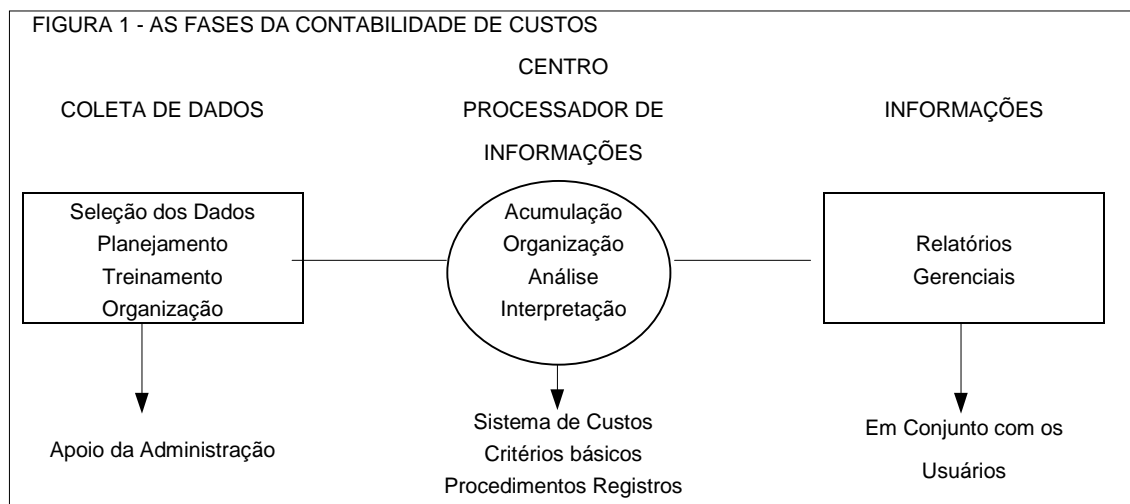 FIGURA 1 - AS FASES DA CONTABILIDADE DE CUSTOS
COLETA DE DADOS
CENTRO
PROCESSADOR DE
INFORMAÇÕES
INFORMAÇÕES
Seleção dos Dados
Planejamento
Treinamento
Organização
Acumulação
Organização
Análise
Interpretação
Relatórios
Gerenciais
Apoio da Administração
Sistema de Custos
Critérios básicos
Procedimentos Registros
Em Conjunto com os
Usuários